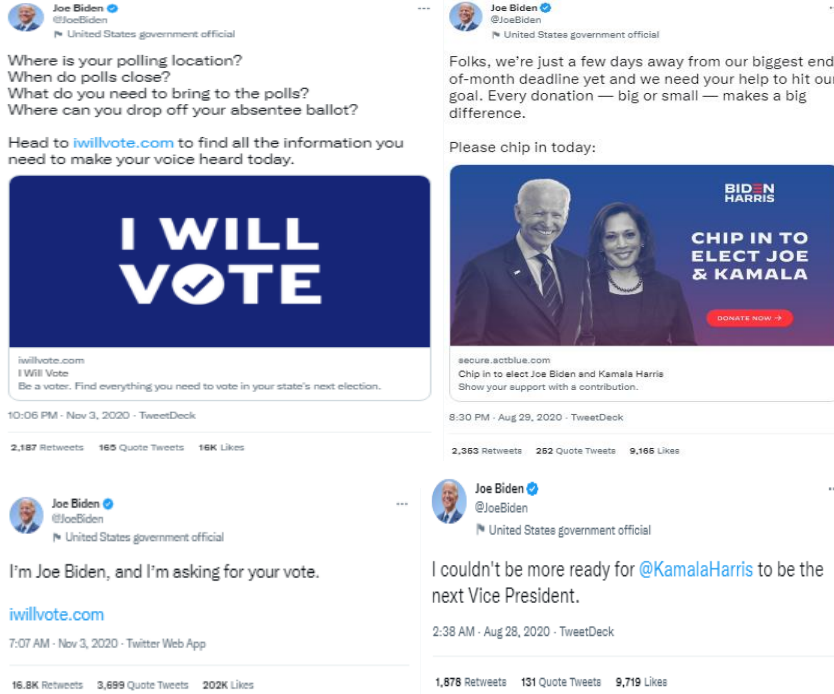 Joe Biden
@JoeBiden
United States government official
Where is your polling location?
When do polls close?
What do you need to bring to the polls?
Where can you drop off your absentee ballot?
Head to iwillvote.com to find all the information you
need to make your voice heard today.
I WILL
VOTE
iwillvote.com
I Will Vote
Be a voter. Find everything you need to vote in your state's next election.
10:06 PM · Nov 3, 2020 · TweetDeck
2,187 Retweets 165 Quote Tweets 16K Likes
Joe Biden
@JoeBiden
United States government official
Folks, we're just a few days away from our biggest end-
of-month deadline yet and we need your help to hit our
goal. Every donation — big or small — makes a big
difference.
Please chip in today:
BIDEN
HARRIS
CHIP IN TO
ELECT JOE
& KAMALA
DONATE NOW →
secure.actblue.com
Chip in to elect Joe Biden and Kamala Harris
Show your support with a contribution.
8:30 PM · Aug 29, 2020 · TweetDeck
2,353 Retweets 252 Quote Tweets 9,165 Likes
Joe Biden
@JoeBiden
United States government official
I'm Joe Biden, and I'm asking for your vote.
iwillvote.com
7:07 AM · Nov 3, 2020 · Twitter Web App
16.8K Retweets 3,699 Quote Tweets 202K Likes
Joe Biden
@JoeBiden
United States government official
I couldn't be more ready for @KamalaHarris to be the
next Vice President.
2:38 AM · Aug 28, 2020 · TweetDeck
1,878 Retweets 131 Quote Tweets 9,719 Likes